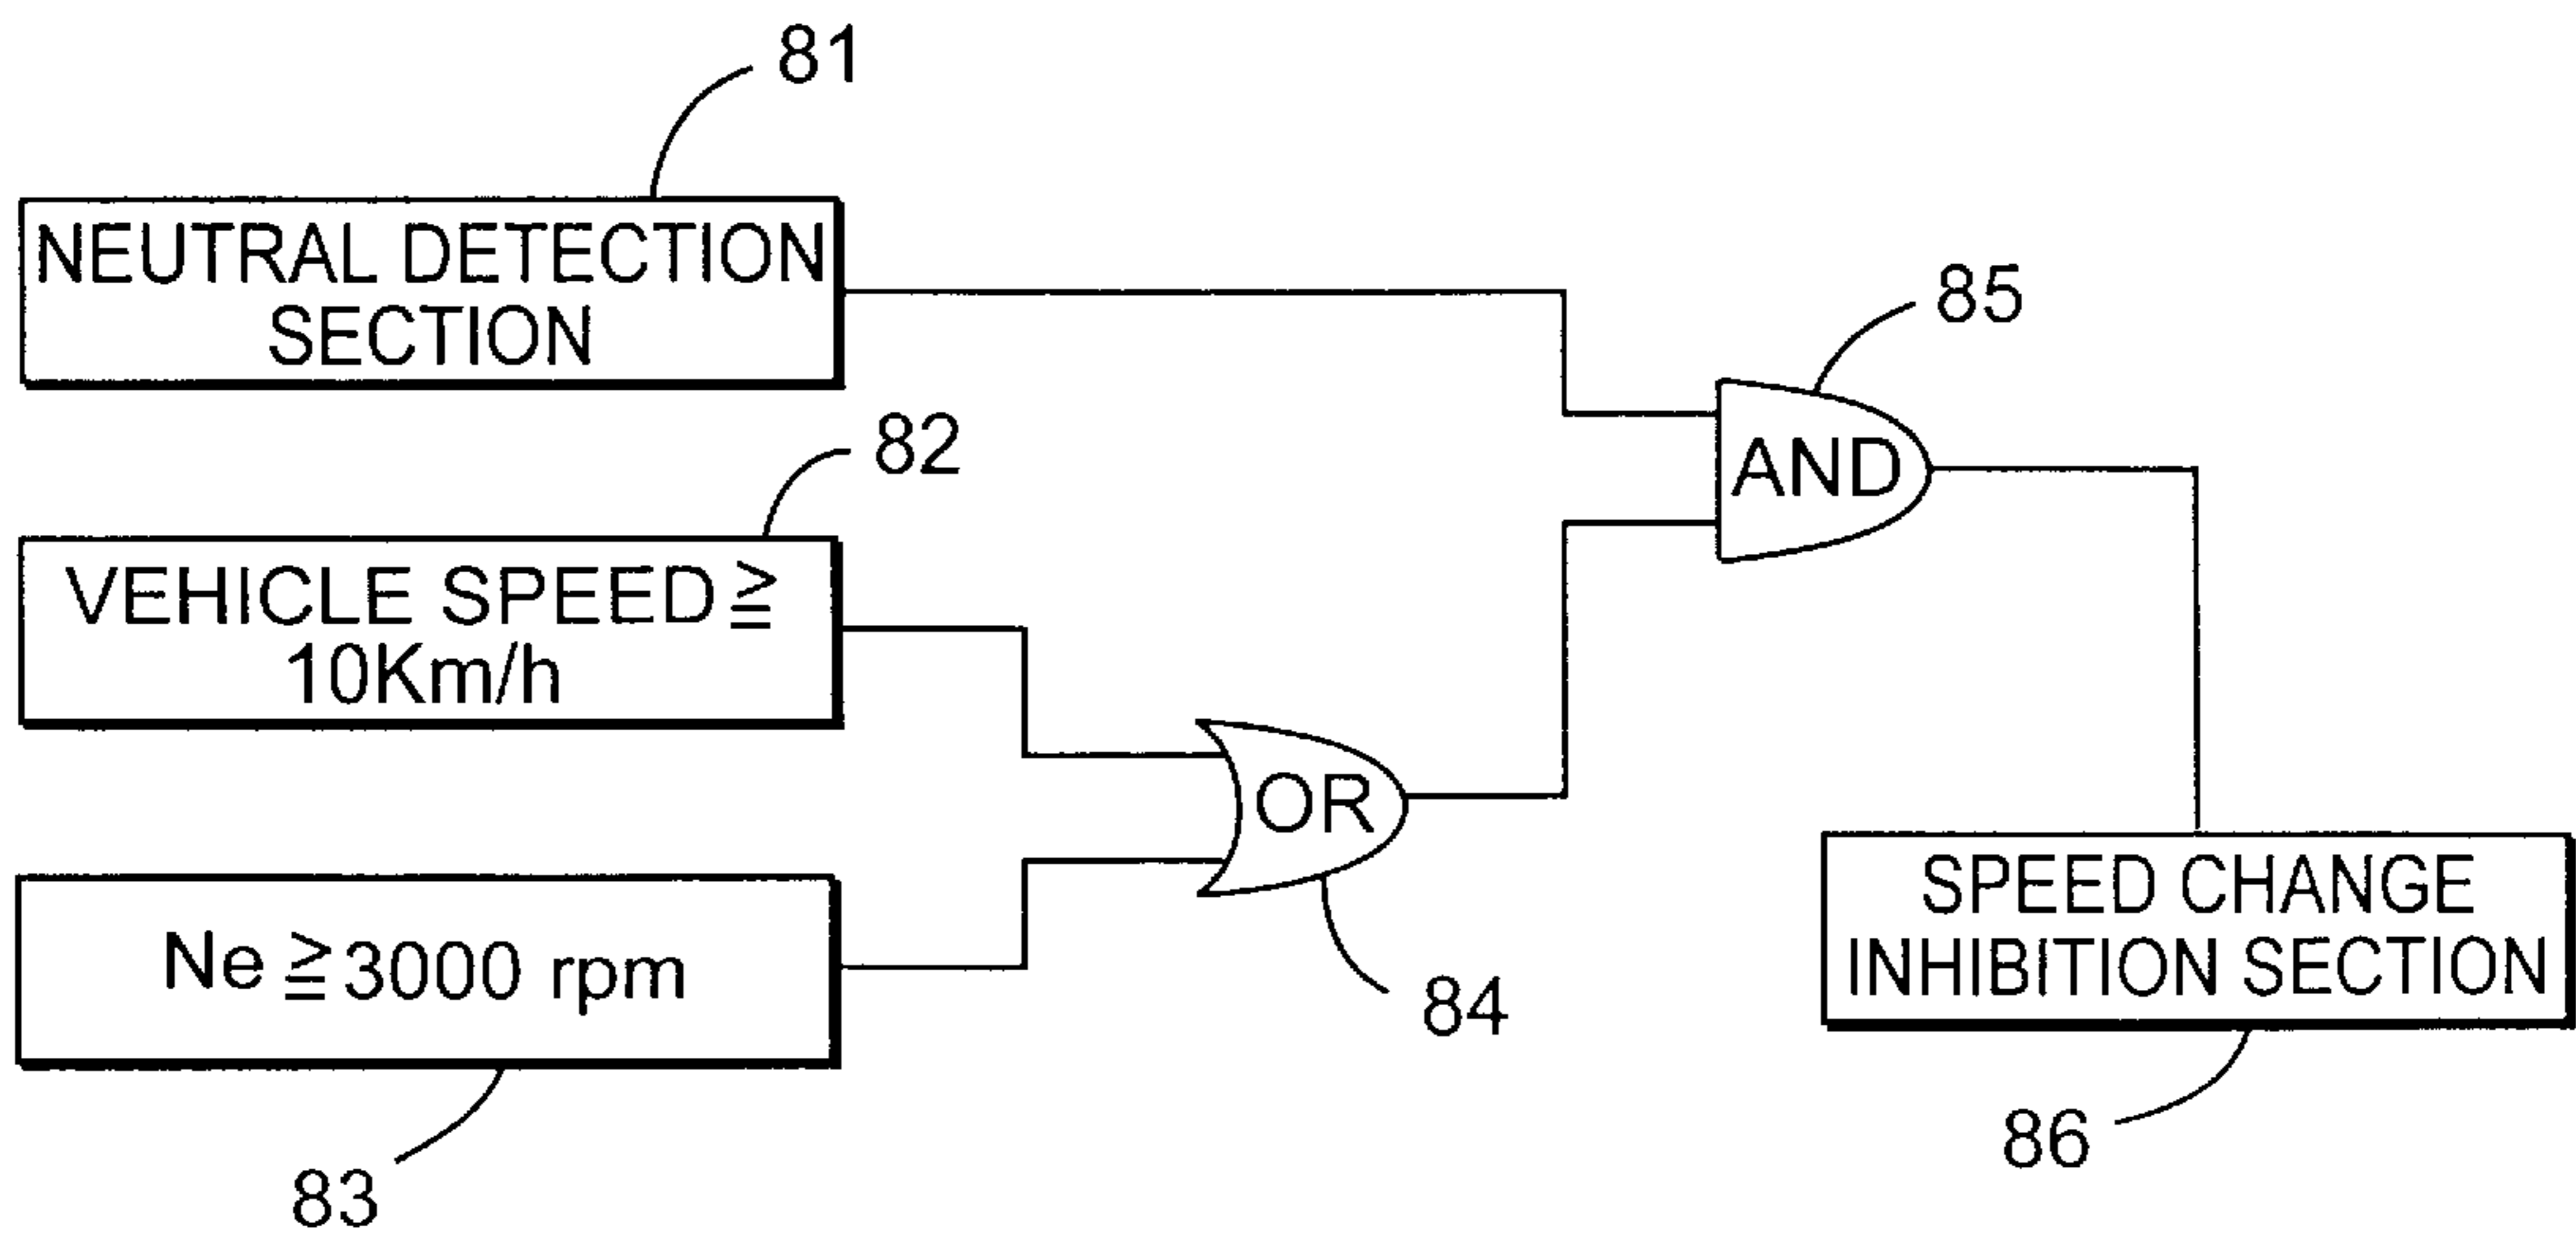 81
NEUTRAL DETECTION
SECTION
82
VEHICLE SPEED ≧
10Km/h
Ne ≧ 3000 rpm
83
OR
84
AND
85
SPEED CHANGE
INHIBITION SECTION
86